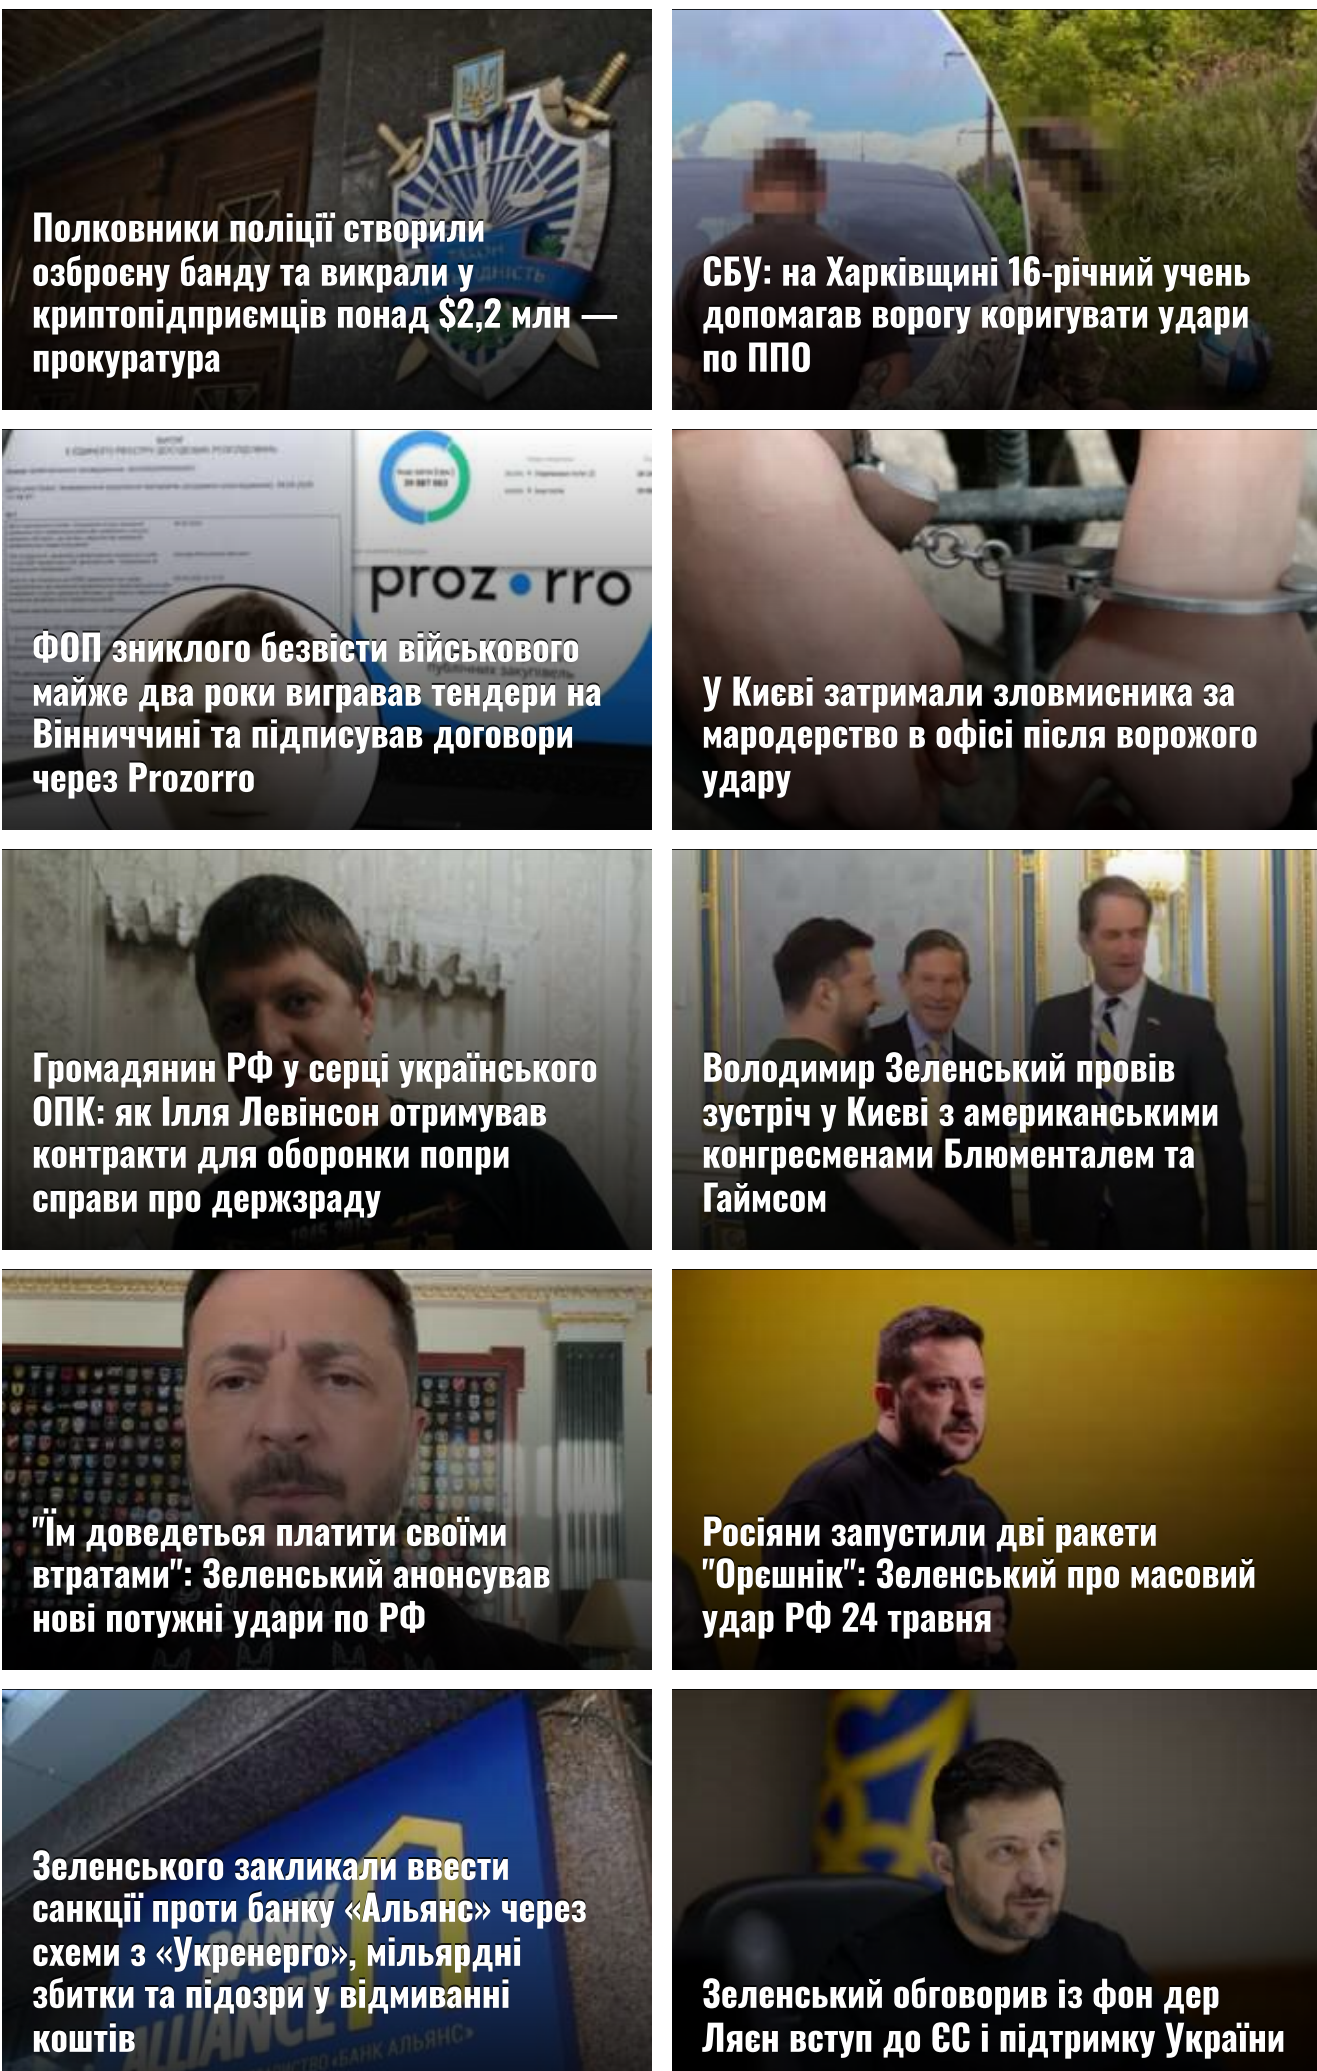 Полковники поліції створили
озброєну банду та викрали у
криптопідприємців понад $2,2 млн —
прокуратура
СБУ: на Харківщині 16-річний учень
допомагав ворогу коригувати удари
по ППО
prozorro
ФОП зниклого безвісти військового
майже два роки вигравав тендери на
Вінниччині та підписував договори
через Prozorro
У Києві затримали зловмисника за
мародерство в офісі після ворожого
удару
Громадянин РФ у серці українського
ОПК: як Ілля Левінсон отримував
контракти для оборонки попри
справи про держзраду
Володимир Зеленський провів
зустріч у Києві з американськими
конгресменами Блюменталем та
Гаймсом
"Їм доведеться платити своїми
втратами": Зеленський анонсував
нові потужні удари по РФ
Росіяни запустили дві ракети
"Орєшнік": Зеленський про масовий
удар РФ 24 травня
Зеленського закликали ввести
санкції проти банку «Альянс» через
схеми з «Укренерго», мільярдні
збитки та підозри у відмиванні
коштів
BANK
ALLIANCE
«БАНК АЛЬЯНС»
Зеленський обговорив із фон дер
Ляєн вступ до ЄС і підтримку України